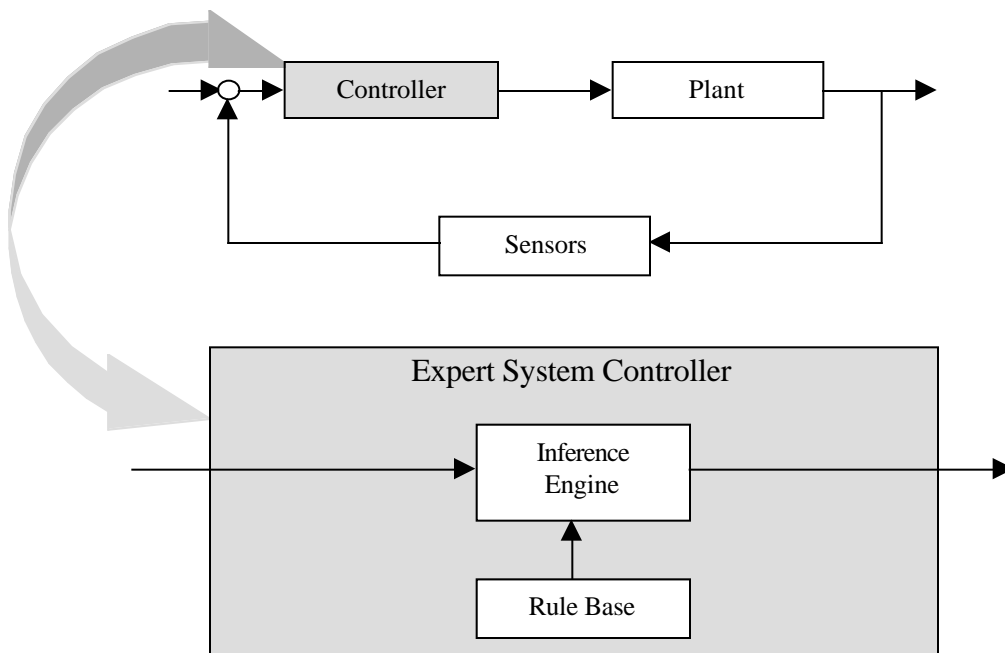 Controller
Plant
Sensors
Expert System Controller
Inference
Engine
Rule Base